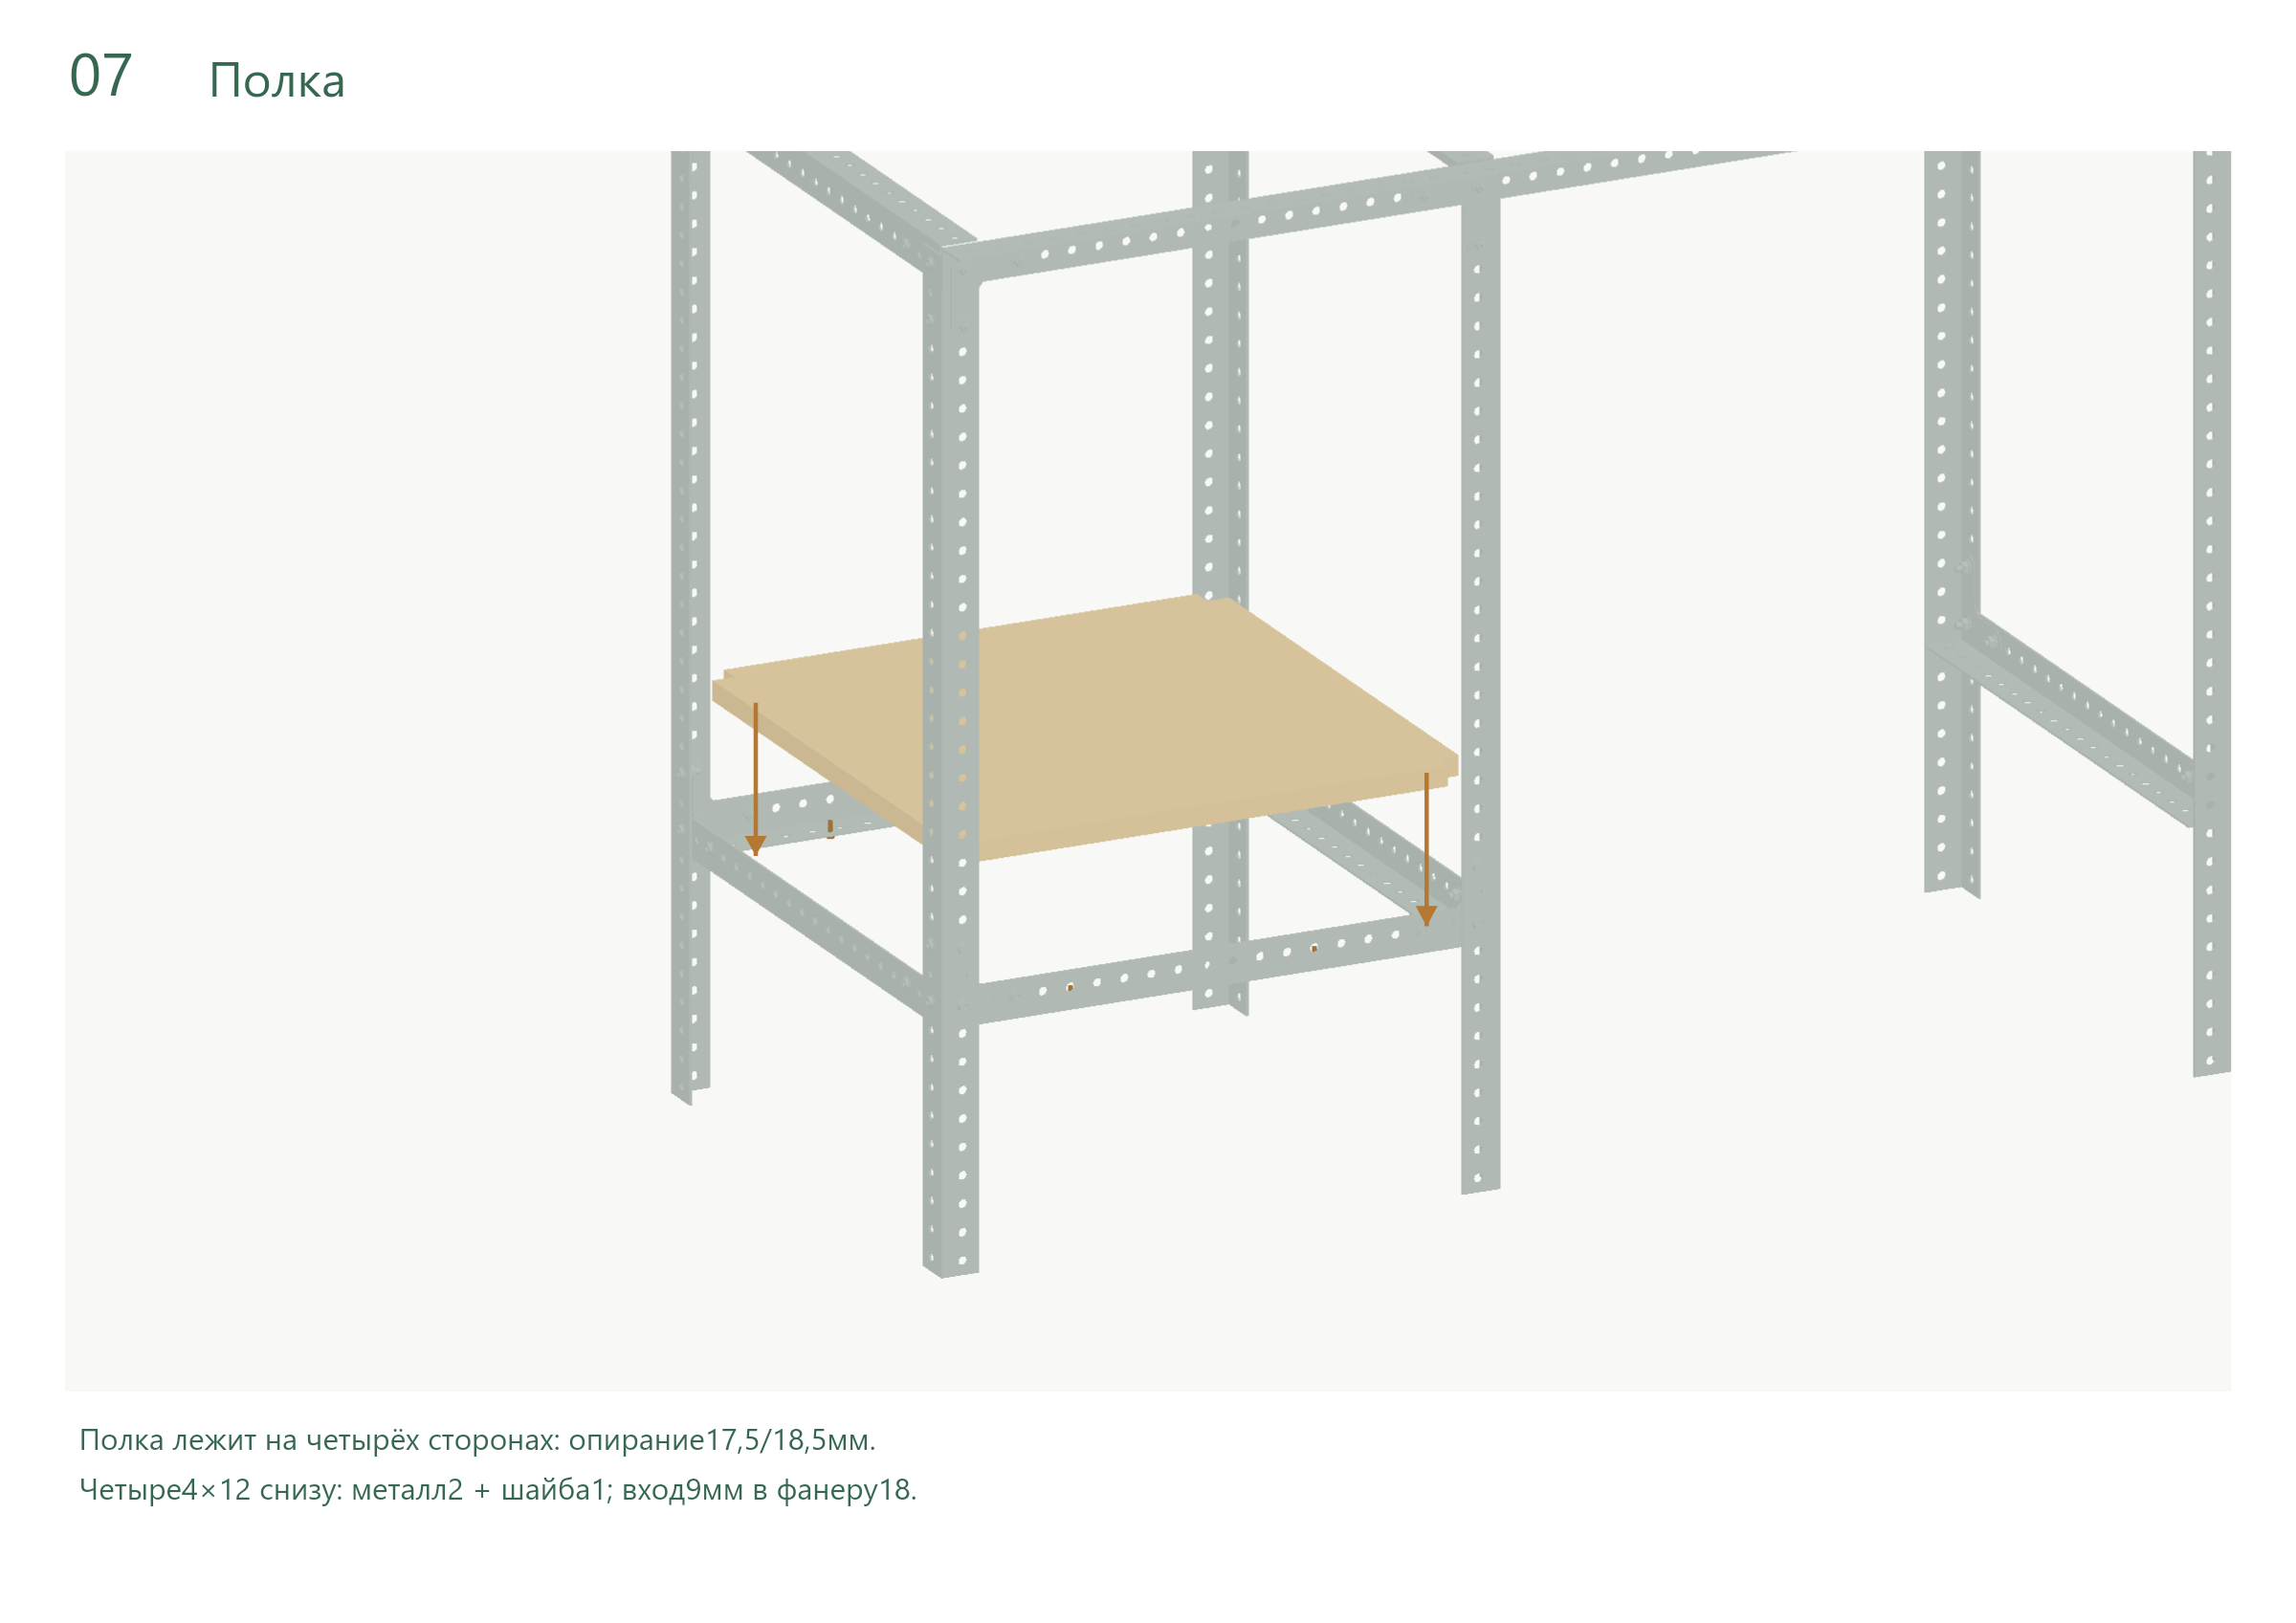 07 Полка
Полка лежит на четырёх сторонах: опирание17,5/18,5мм.
Четыре4×12 снизу: металл2 + шайба1; вход9мм в фанеру18.